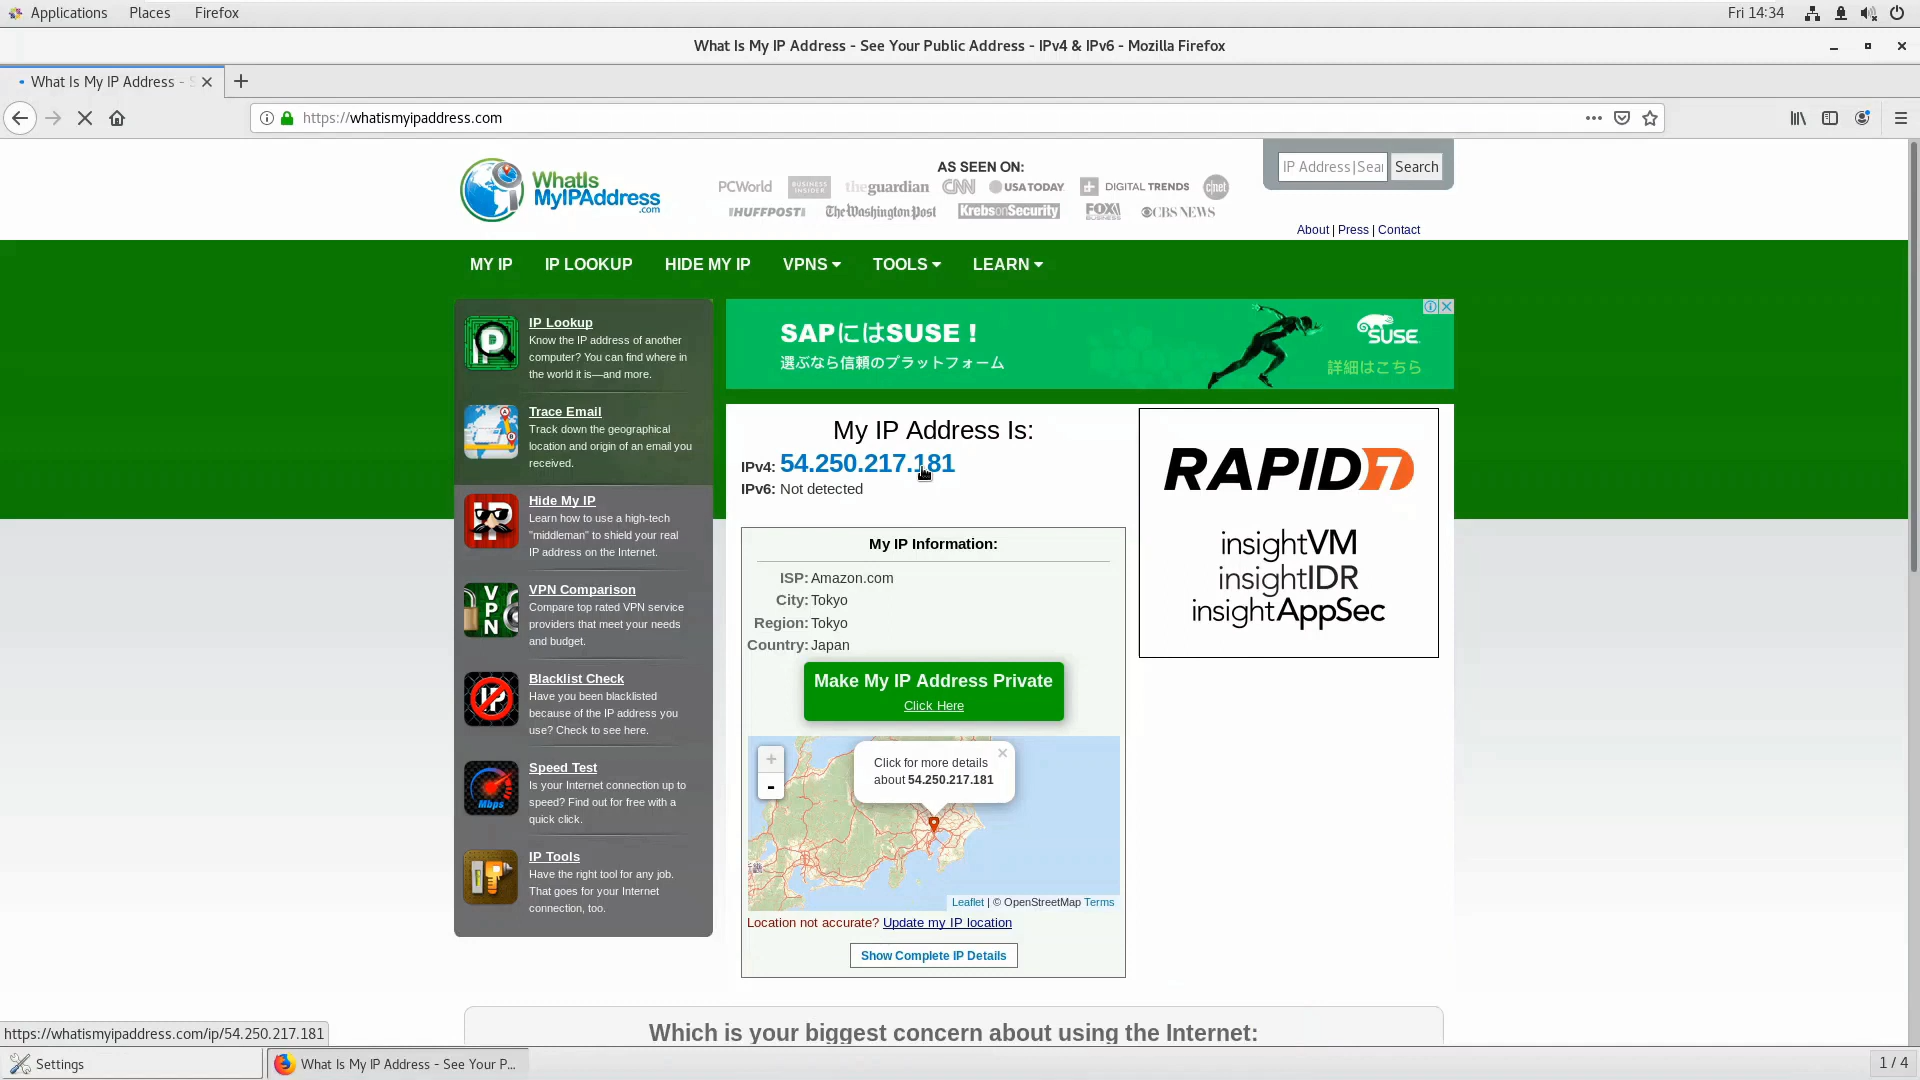 Applications Places Firefox Fri 14:34
What Is My IP Address - See Your Public Address - IPv4 & IPv6 - Mozilla Firefox
What Is My IP Address - S
https://whatismyipaddress.com
WhatIs
MyIPAddress
.com
AS SEEN ON:
PCWorld BUSINESS INSIDER theguardian CNN USA TODAY DIGITAL TRENDS c|net
HUFFPOST The Washington Post KrebsonSecurity FOX BUSINESS CBS NEWS
IP Address|Sear Search
About | Press | Contact
MY IP IP LOOKUP HIDE MY IP VPNS TOOLS LEARN
IP Lookup
Know the IP address of another
computer? You can find where in
the world it is—and more.
Trace Email
Track down the geographical
location and origin of an email you
received.
Hide My IP
Learn how to use a high-tech
"middleman" to shield your real
IP address on the Internet.
VPN Comparison
Compare top rated VPN service
providers that meet your needs
and budget.
Blacklist Check
Have you been blacklisted
because of the IP address you
use? Check to see here.
Speed Test
Is your Internet connection up to
speed? Find out for free with a
quick click.
IP Tools
Have the right tool for any job.
That goes for your Internet
connection, too.
IP
IP
V
P
N
IP
Mbps
SAPにはSUSE！
選ぶなら信頼のプラットフォーム
SUSE
詳細はこちら
My IP Address Is:
IPv4: 54.250.217.181
IPv6: Not detected
My IP Information:
ISP: Amazon.com
City: Tokyo
Region: Tokyo
Country: Japan
Make My IP Address Private
Click Here
+
-
Click for more details
about 54.250.217.181
×
Leaflet | © OpenStreetMap Terms
Location not accurate? Update my IP location
Show Complete IP Details
RAPID7
insightVM
insightIDR
insightAppSec
Which is your biggest concern about using the Internet:
https://whatismyipaddress.com/ip/54.250.217.181
Settings What Is My IP Address - See Your P... 1 / 4